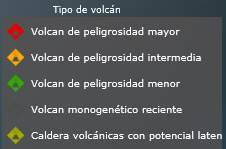 Tipo de volcán
Volcan de peligrosidad mayor
Volcan de peligrosidad intermedia
Volcan de peligrosidad menor
Volcan monogenético reciente
Caldera volcánicas con potencial laten